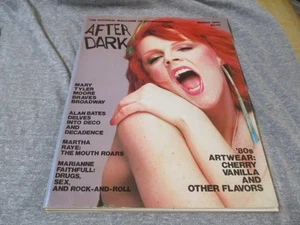 AFTER
DARK
MARY
TYLER
MOORE
BRAVES
BROADWAY
ALAN BATES
DELVES
INTO DECO
AND
DECADENCE
MARTHA
RAYE:
THE MOUTH ROARS
MARIANNE
FAITHFULL:
DRUGS,
SEX,
AND ROCK-AND-ROLL
'80s
ARTWEAR:
CHERRY
VANILLA
AND
OTHER FLAVORS